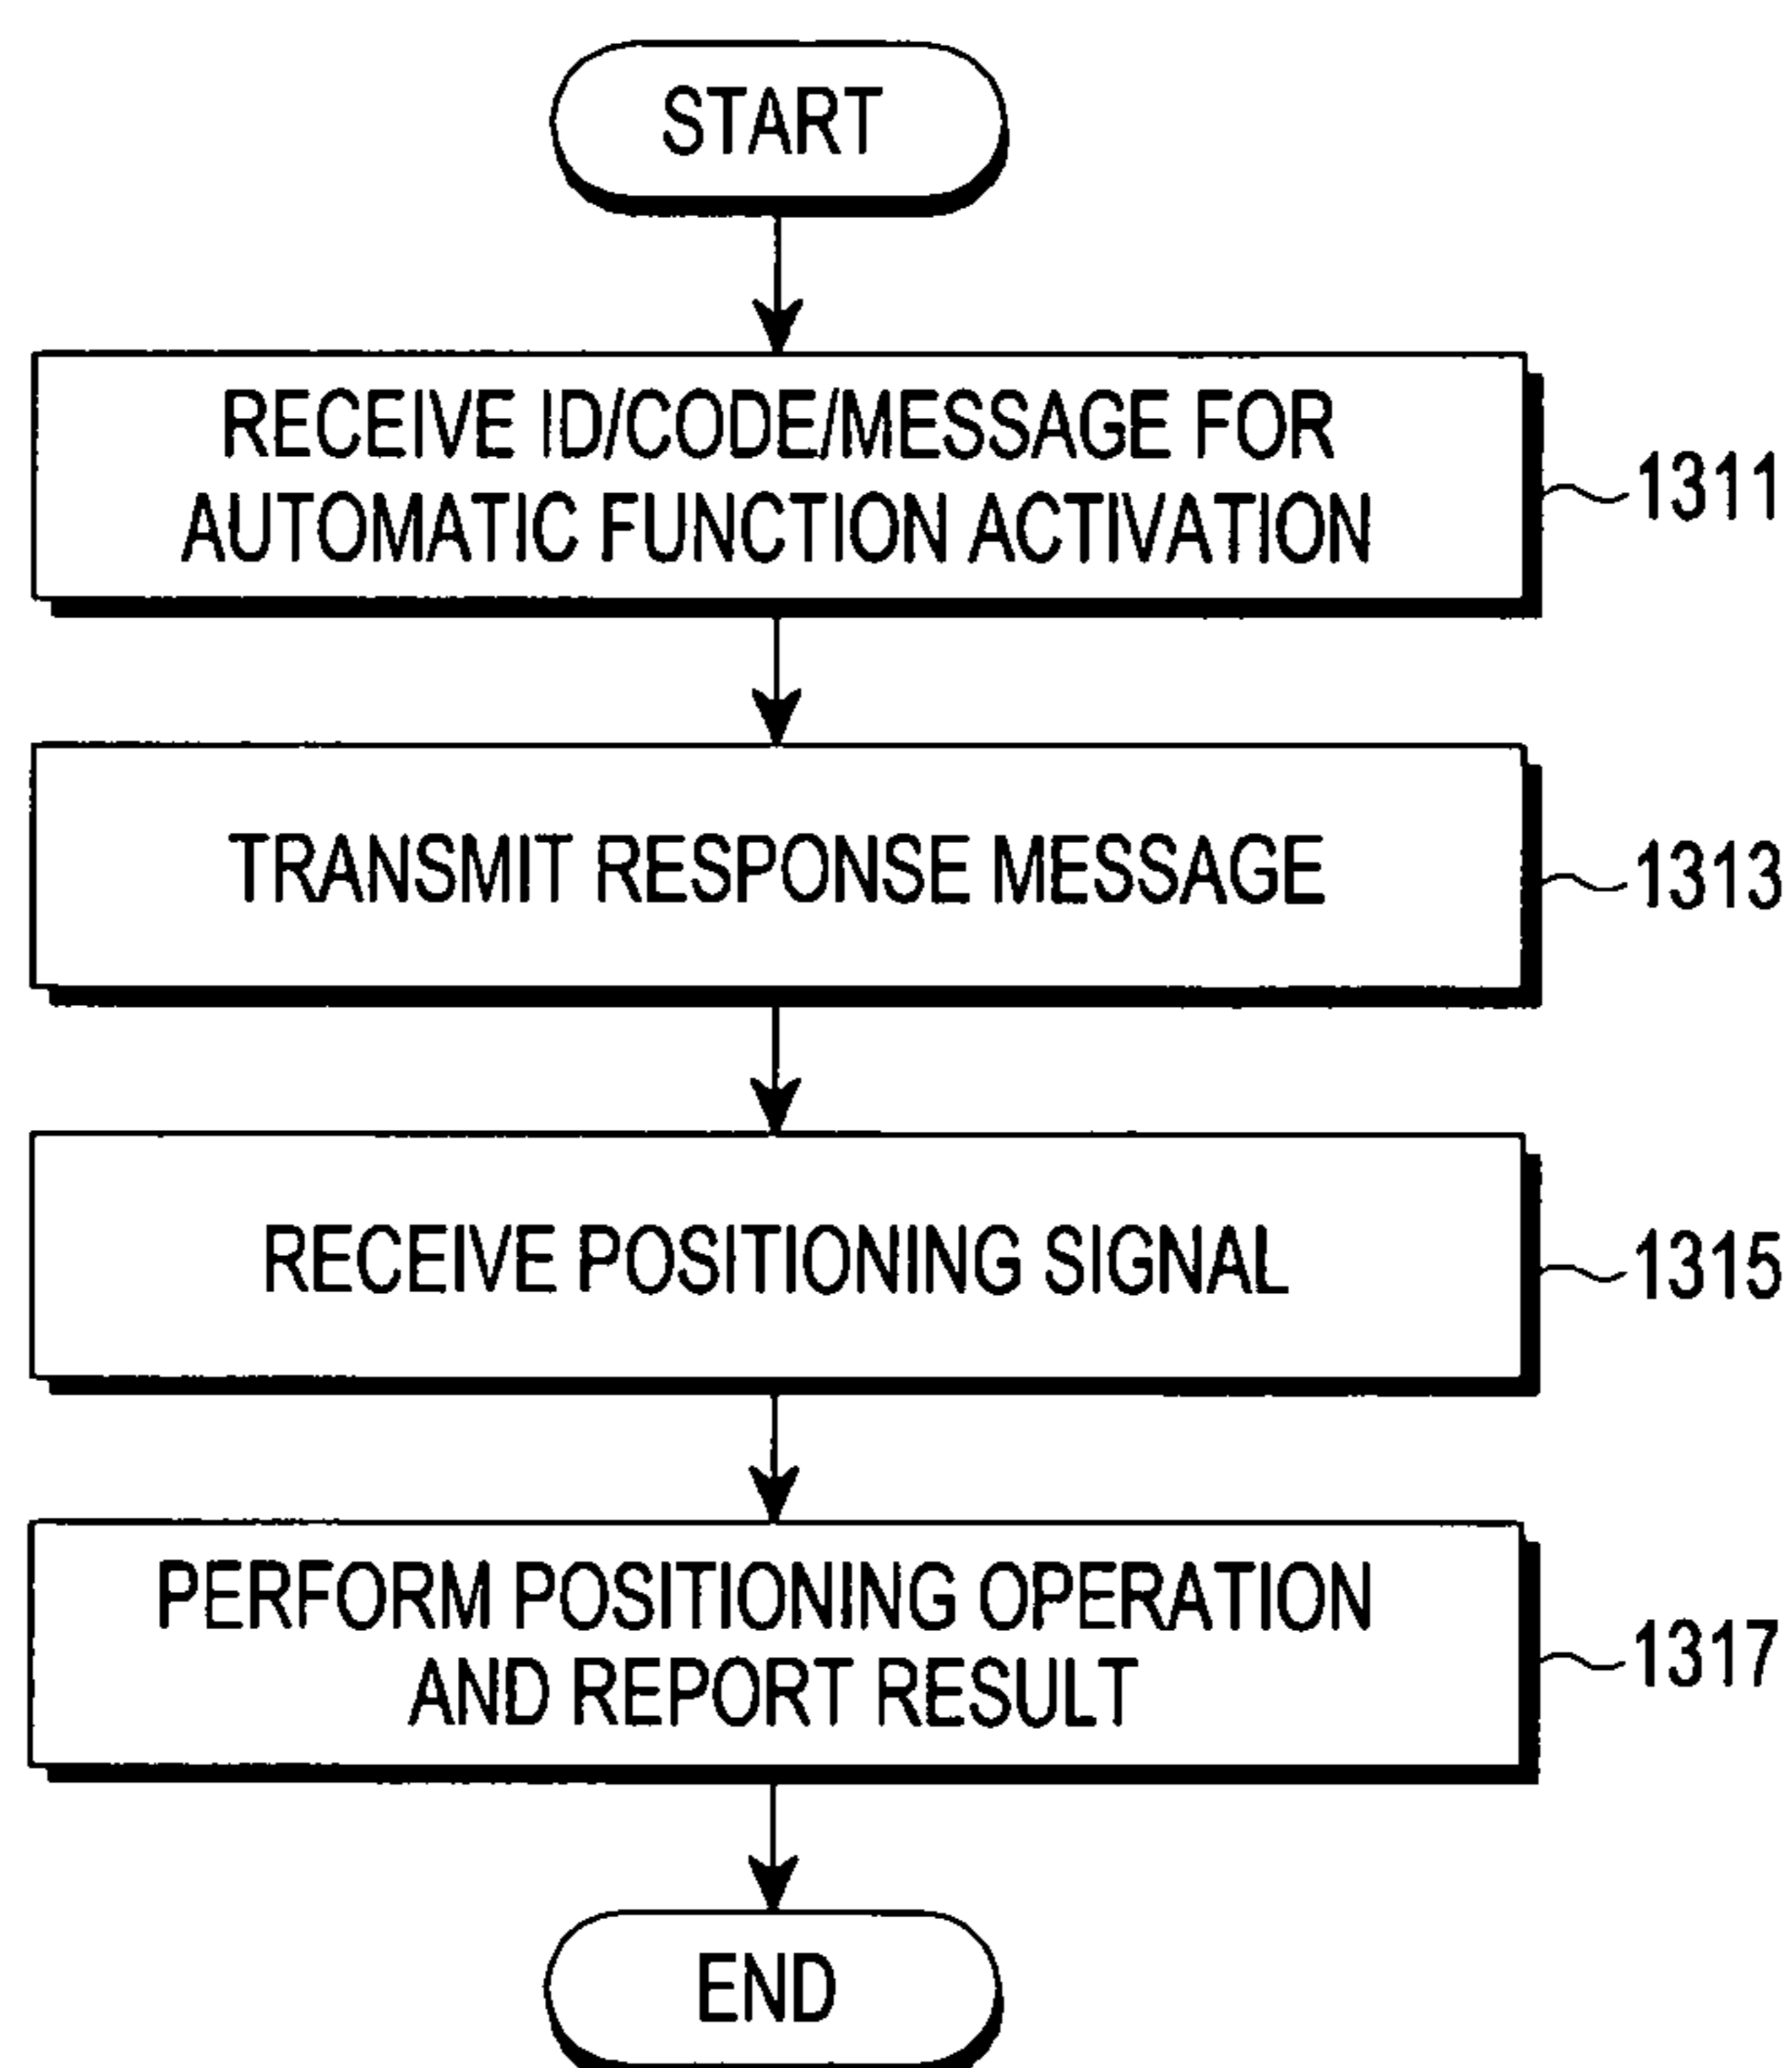 START
RECEIVE ID/CODE/MESSAGE FOR
AUTOMATIC FUNCTION ACTIVATION
1311
TRANSMIT RESPONSE MESSAGE
1313
RECEIVE POSITIONING SIGNAL
1315
PERFORM POSITIONING OPERATION
AND REPORT RESULT
1317
END